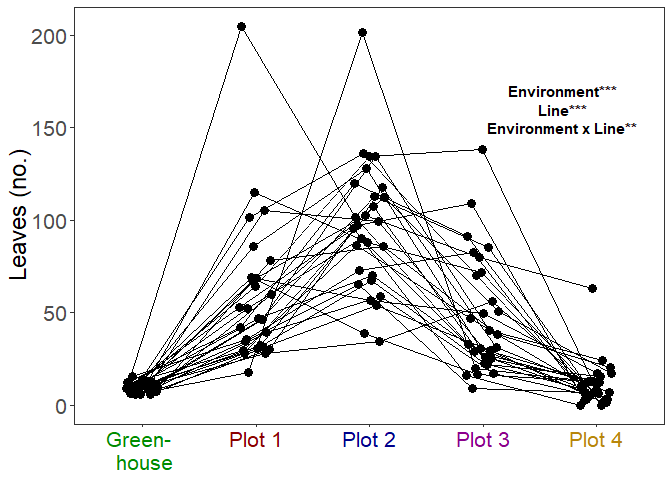 200
150
100
50
0
Leaves (no.)
Environment***
Line***
Environment x Line**
Green-
house
Plot 1
Plot 2
Plot 3
Plot 4